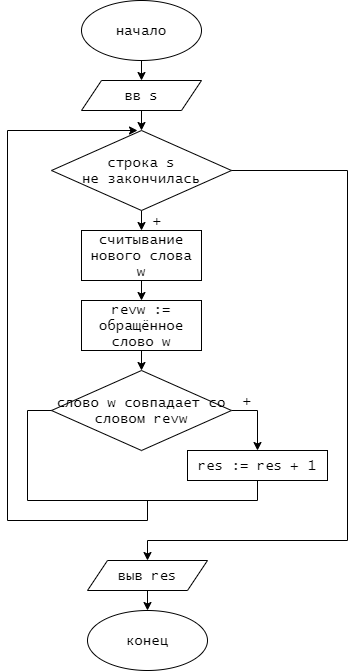 начало
вв s
строка s
не закончилась
+
считывание
нового слова
w
revw :=
обращённое
слово w
слово w совпадает со
словом revw
+
res := res + 1
выв res
конец